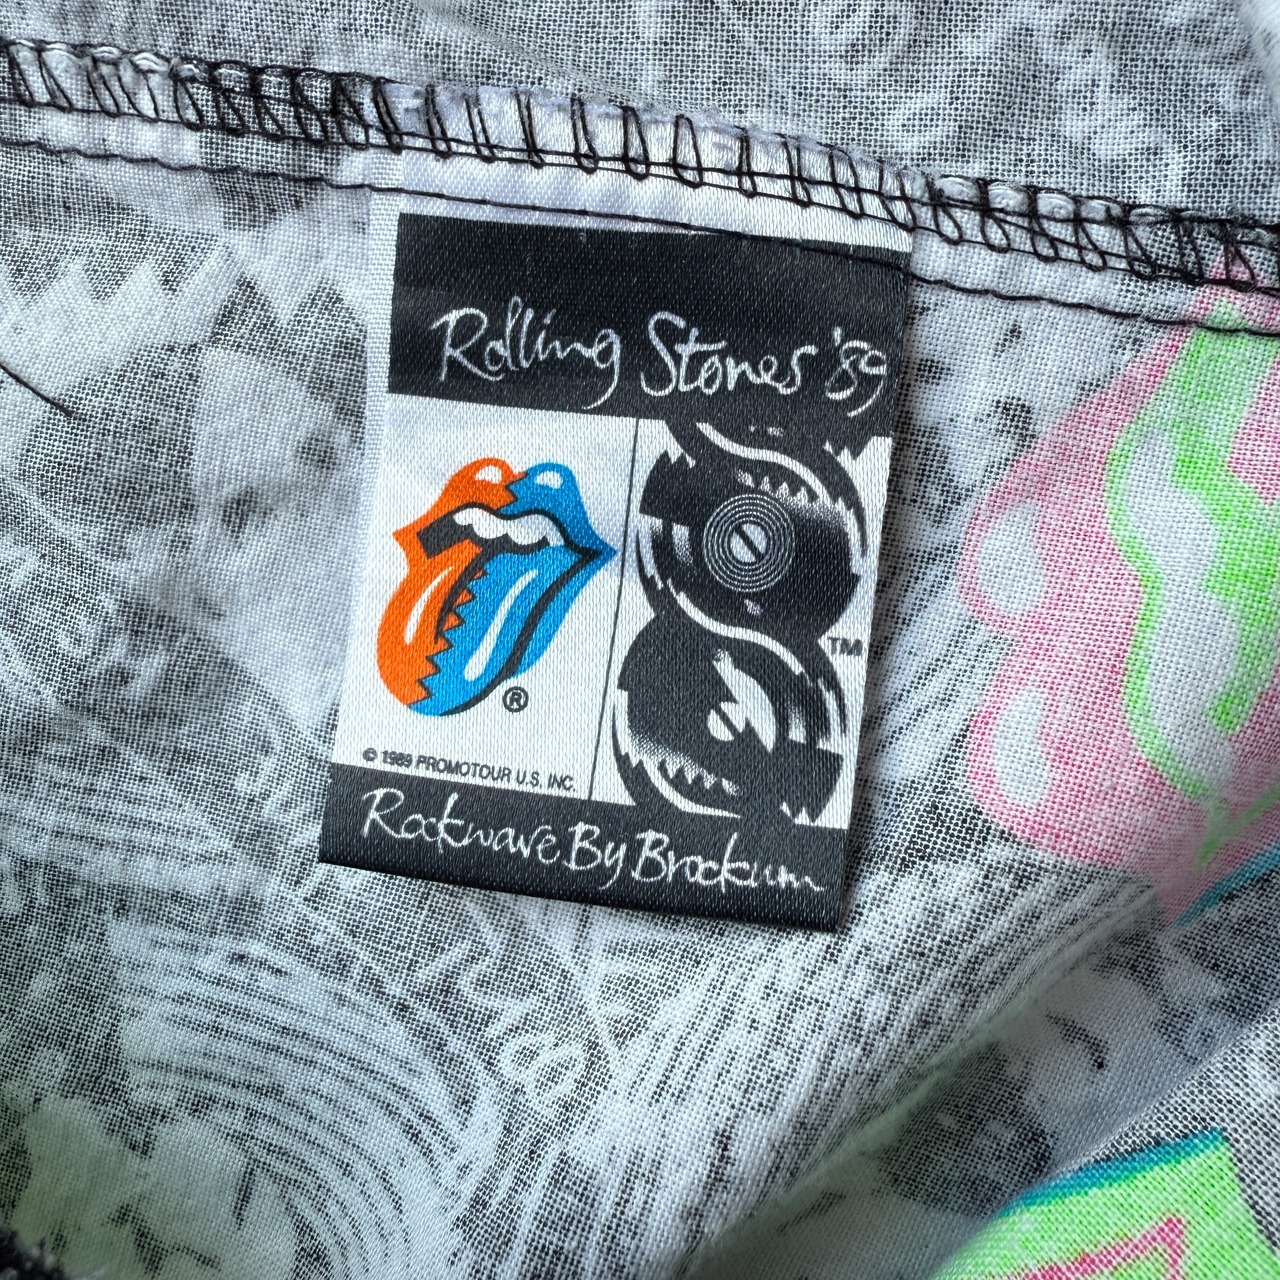 Rolling Stones '89
TM
®
© 1989 PROMOTOUR U.S. INC.
Rockware By Brockum